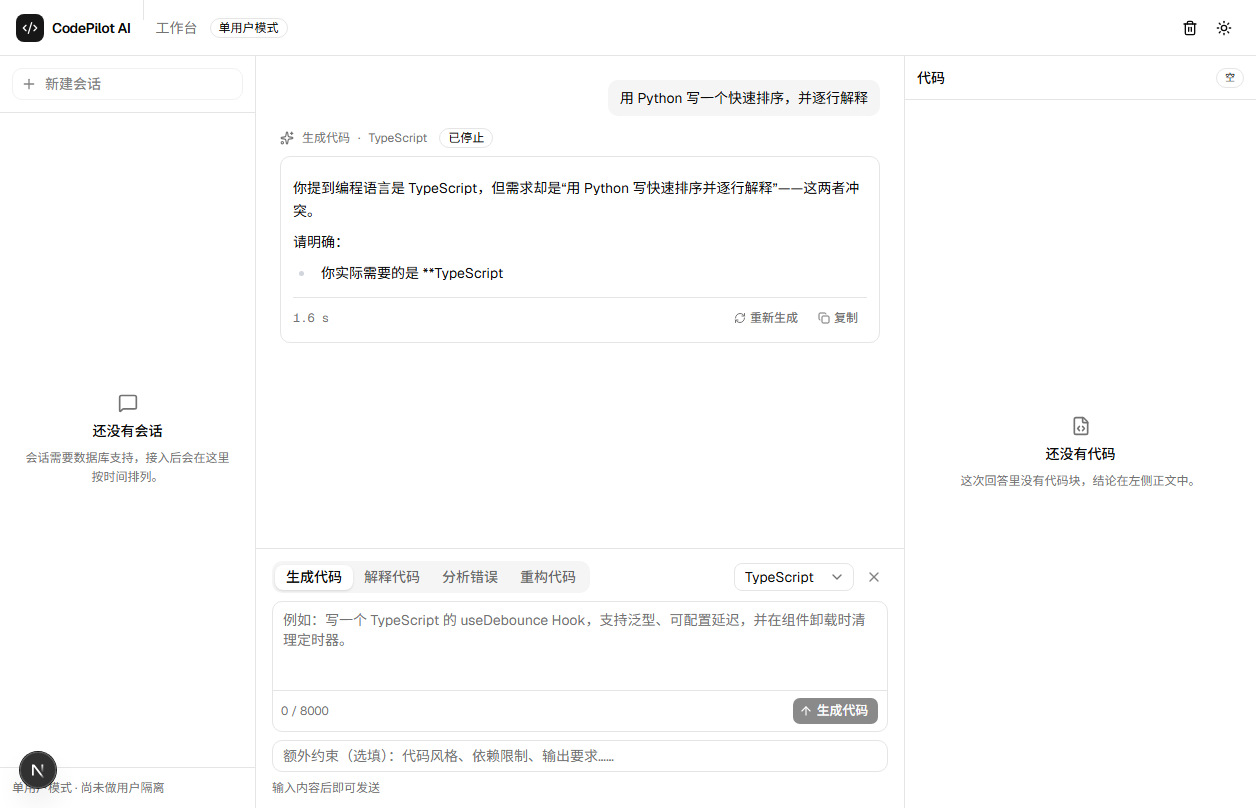 CodePilot AI
工作台
单用户模式
新建会话
还没有会话
会话需要数据库支持，接入后会在这里
按时间排列。
N
单用户模式 · 尚未做用户隔离
用 Python 写一个快速排序，并逐行解释
生成代码 · TypeScript
已停止
你提到编程语言是 TypeScript，但需求却是“用 Python 写快速排序并逐行解释”——这两者冲
突。
请明确：
你实际需要的是 **TypeScript
1.6 s
重新生成
复制
生成代码
解释代码
分析错误
重构代码
TypeScript
例如：写一个 TypeScript 的 useDebounce Hook，支持泛型、可配置延迟，并在组件卸载时清
理定时器。
0 / 8000
生成代码
额外约束（选填）：代码风格、依赖限制、输出要求……
输入内容后即可发送
代码
空
还没有代码
这次回答里没有代码块，结论在左侧正文中。